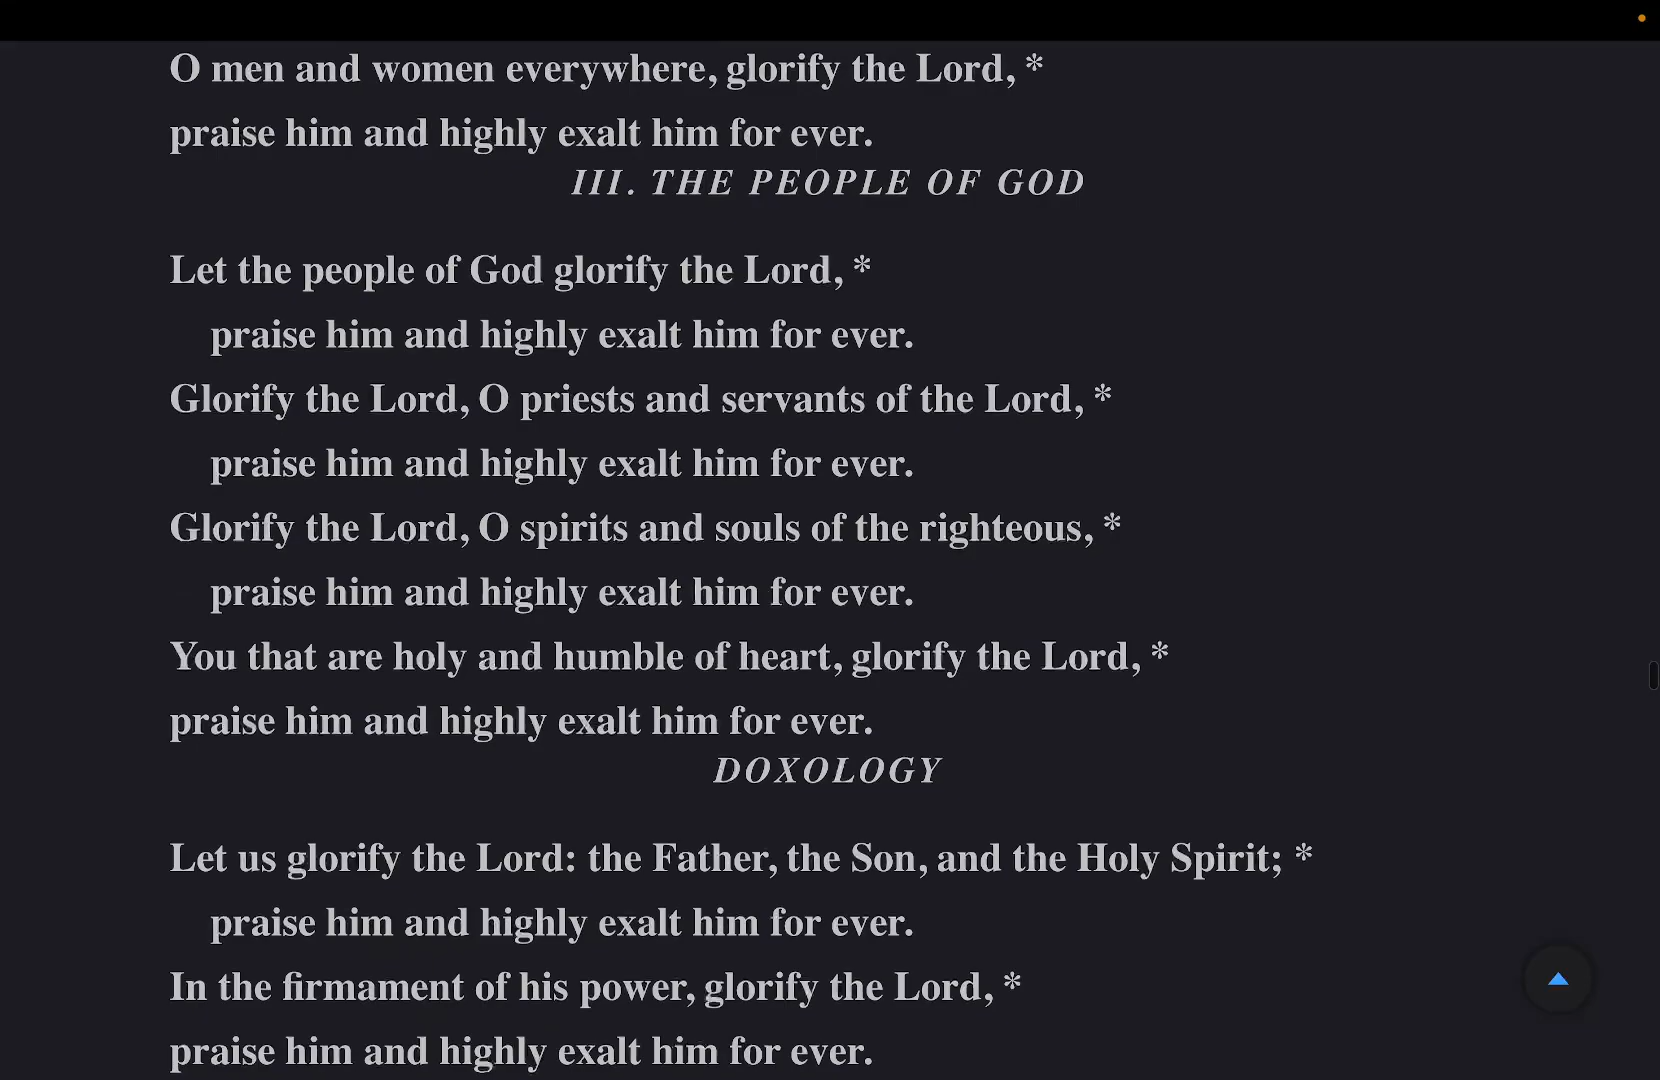 O men and women everywhere, glorify the Lord, *
praise him and highly exalt him for ever.
III. THE PEOPLE OF GOD
Let the people of God glorify the Lord, *
praise him and highly exalt him for ever.
Glorify the Lord, O priests and servants of the Lord, *
praise him and highly exalt him for ever.
Glorify the Lord, O spirits and souls of the righteous, *
praise him and highly exalt him for ever.
You that are holy and humble of heart, glorify the Lord, *
praise him and highly exalt him for ever.
DOXOLOGY
Let us glorify the Lord: the Father, the Son, and the Holy Spirit; *
praise him and highly exalt him for ever.
In the firmament of his power, glorify the Lord, *
praise him and highly exalt him for ever.